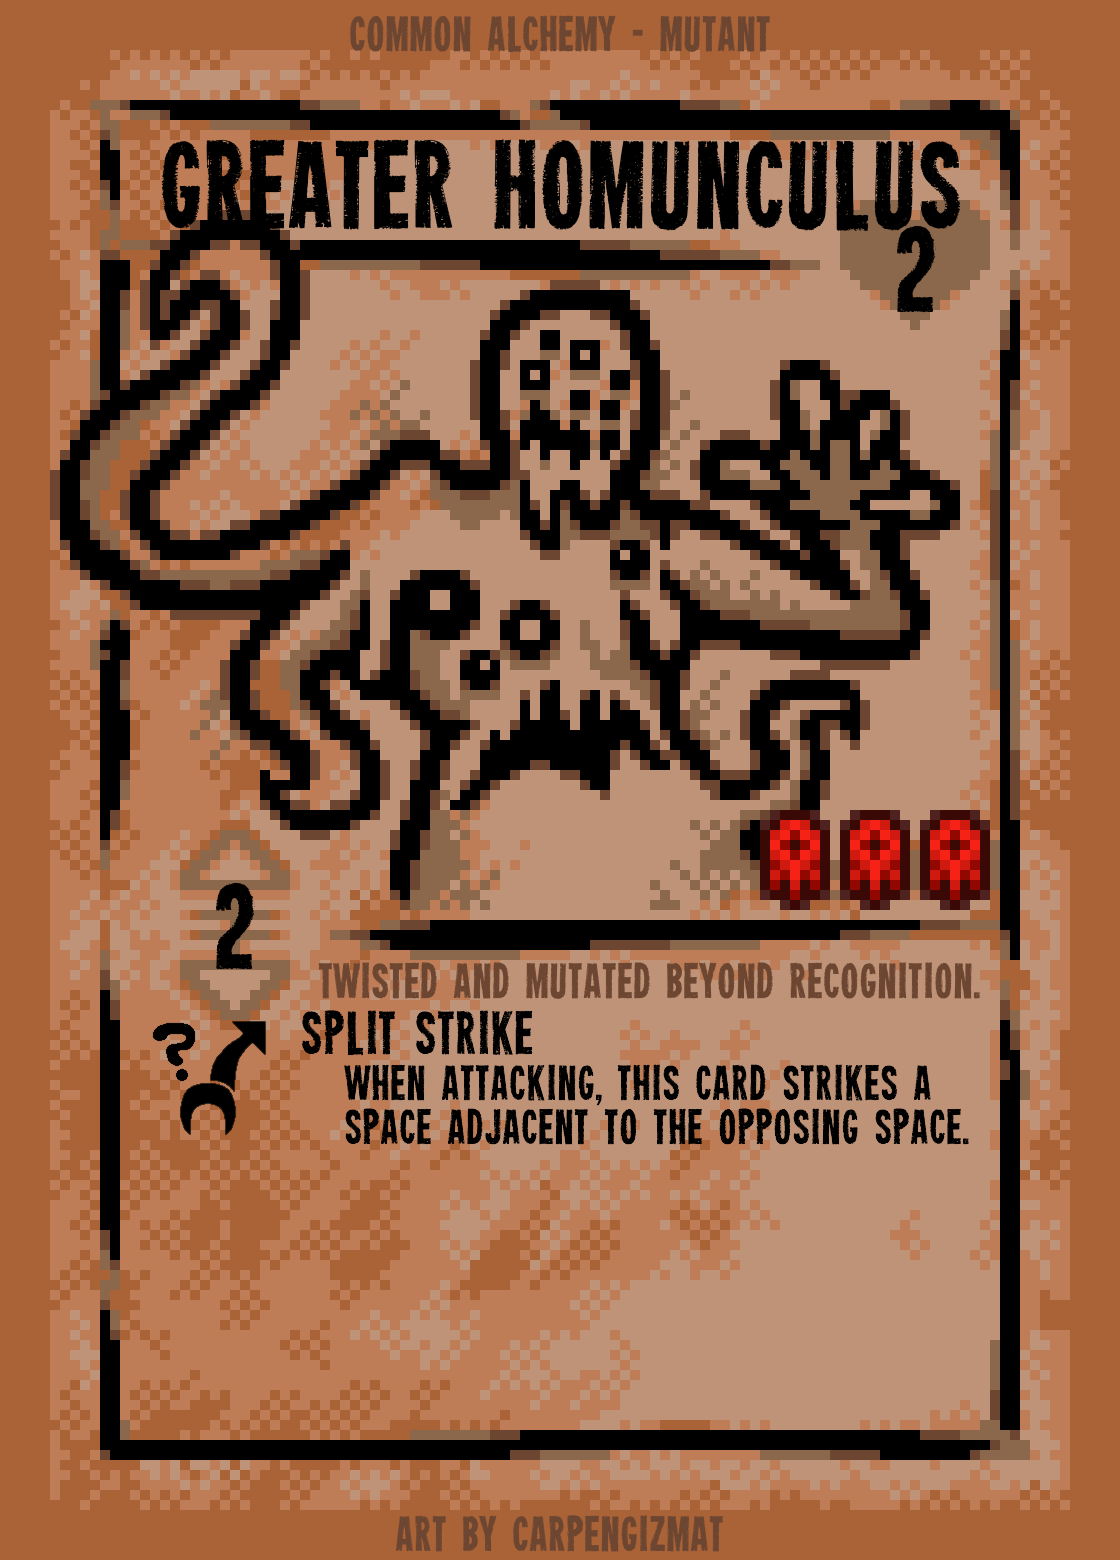 COMMON ALCHEMY - MUTANT
GREATER HOMUNCULUS
2
2
TWISTED AND MUTATED BEYOND RECOGNITION.
?
SPLIT STRIKE
WHEN ATTACKING, THIS CARD STRIKES A
SPACE ADJACENT TO THE OPPOSING SPACE.
ART BY CARPENGIZMAT